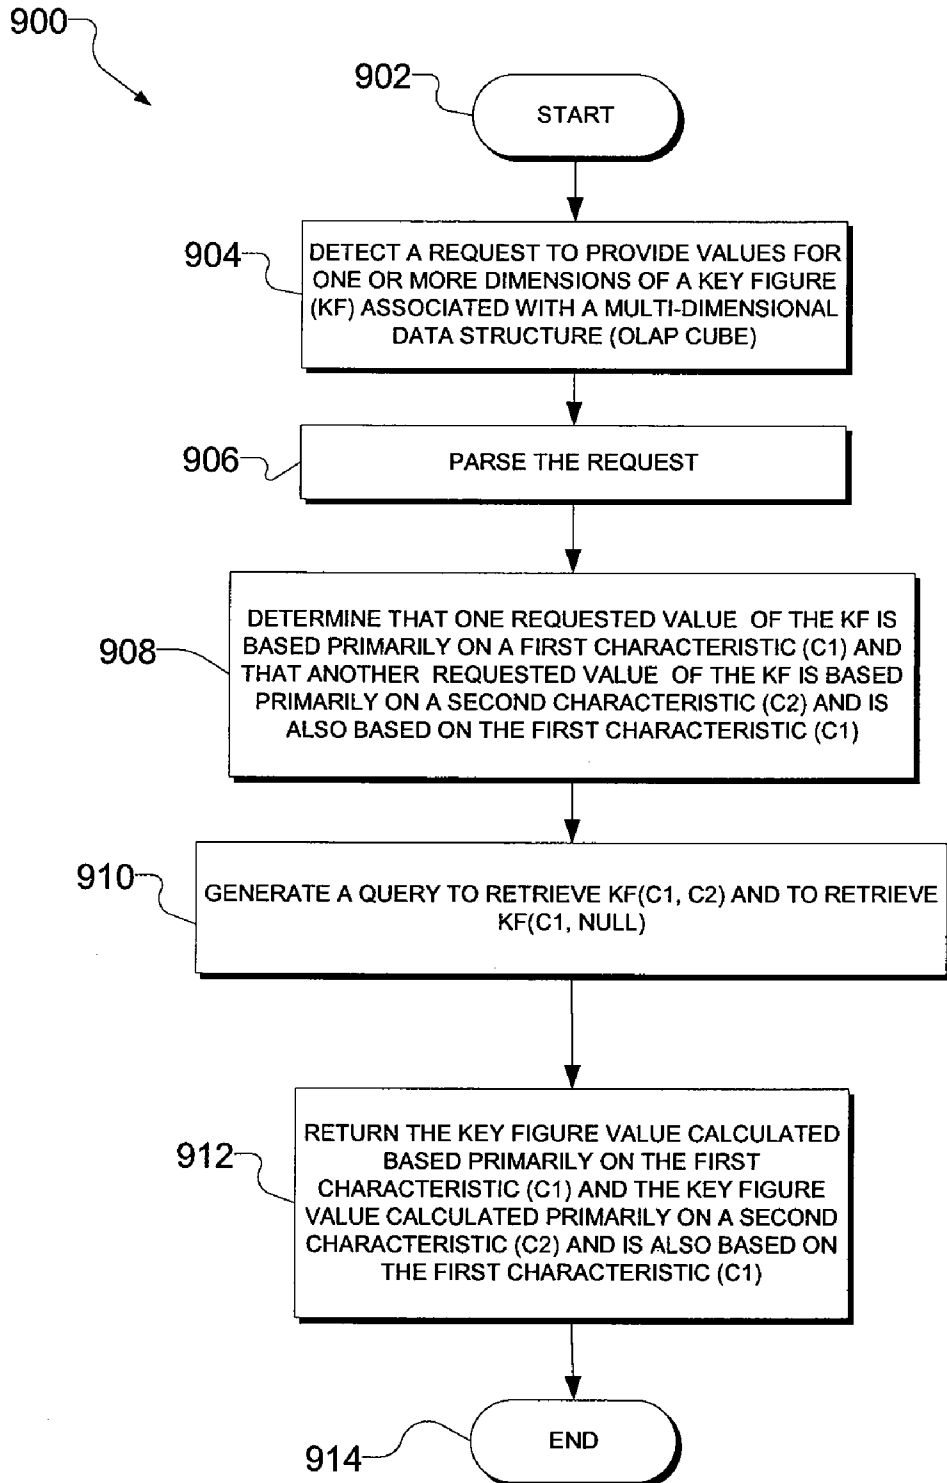 900
902
START
904
DETECT A REQUEST TO PROVIDE VALUES FOR
ONE OR MORE DIMENSIONS OF A KEY FIGURE
(KF) ASSOCIATED WITH A MULTI-DIMENSIONAL
DATA STRUCTURE (OLAP CUBE)
906
PARSE THE REQUEST
908
DETERMINE THAT ONE REQUESTED VALUE OF THE KF IS
BASED PRIMARILY ON A FIRST CHARACTERISTIC (C1) AND
THAT ANOTHER REQUESTED VALUE OF THE KF IS BASED
PRIMARILY ON A SECOND CHARACTERISTIC (C2) AND IS
ALSO BASED ON THE FIRST CHARACTERISTIC (C1)
910
GENERATE A QUERY TO RETRIEVE KF(C1, C2) AND TO RETRIEVE
KF(C1, NULL)
912
RETURN THE KEY FIGURE VALUE CALCULATED
BASED PRIMARILY ON THE FIRST
CHARACTERISTIC (C1) AND THE KEY FIGURE
VALUE CALCULATED PRIMARILY ON A SECOND
CHARACTERISTIC (C2) AND IS ALSO BASED ON
THE FIRST CHARACTERISTIC (C1)
914
END